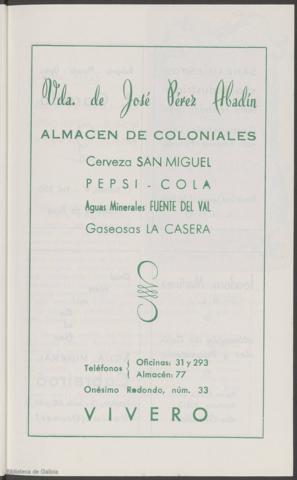 Vda. de José Pérez Abadín
ALMACEN DE COLONIALES
Cerveza SAN MIGUEL
PEPSI - COLA
Aguas Minerales FUENTE DEL VAL
Gaseosas LA CASERA
Teléfonos { Oficinas: 31 y 293
Almacén: 77
Onésimo Redondo, núm. 33
VIVERO
Biblioteca de Galicia